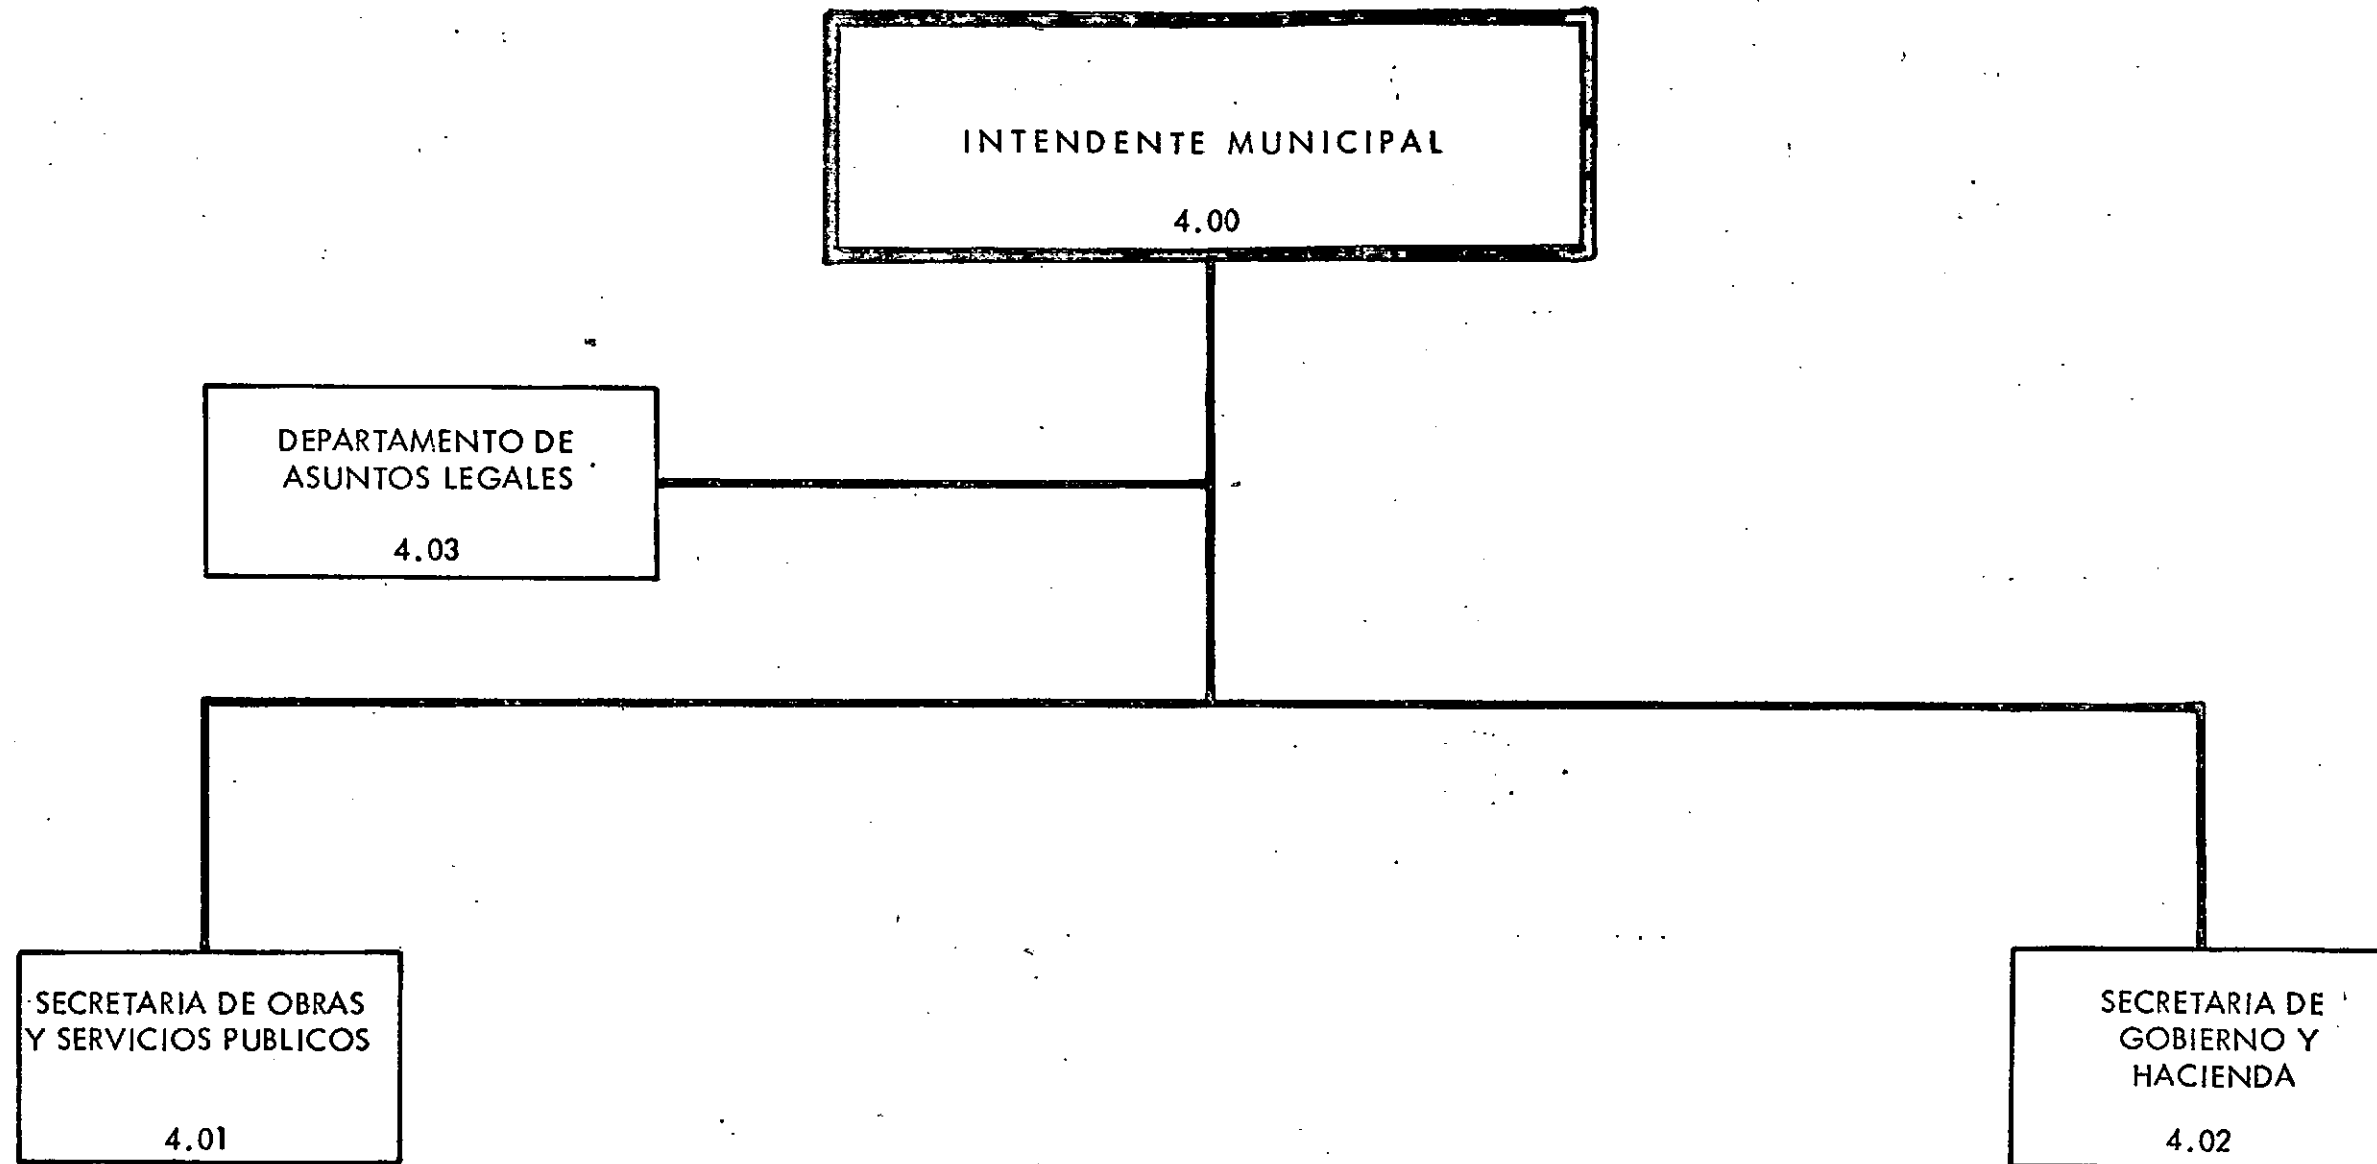 INTENDENTE MUNICIPAL
4.00
DEPARTAMENTO DE
ASUNTOS LEGALES
4.03
SECRETARIA DE OBRAS
Y SERVICIOS PUBLICOS
4.01
SECRETARIA DE
GOBIERNO Y
HACIENDA
4.02